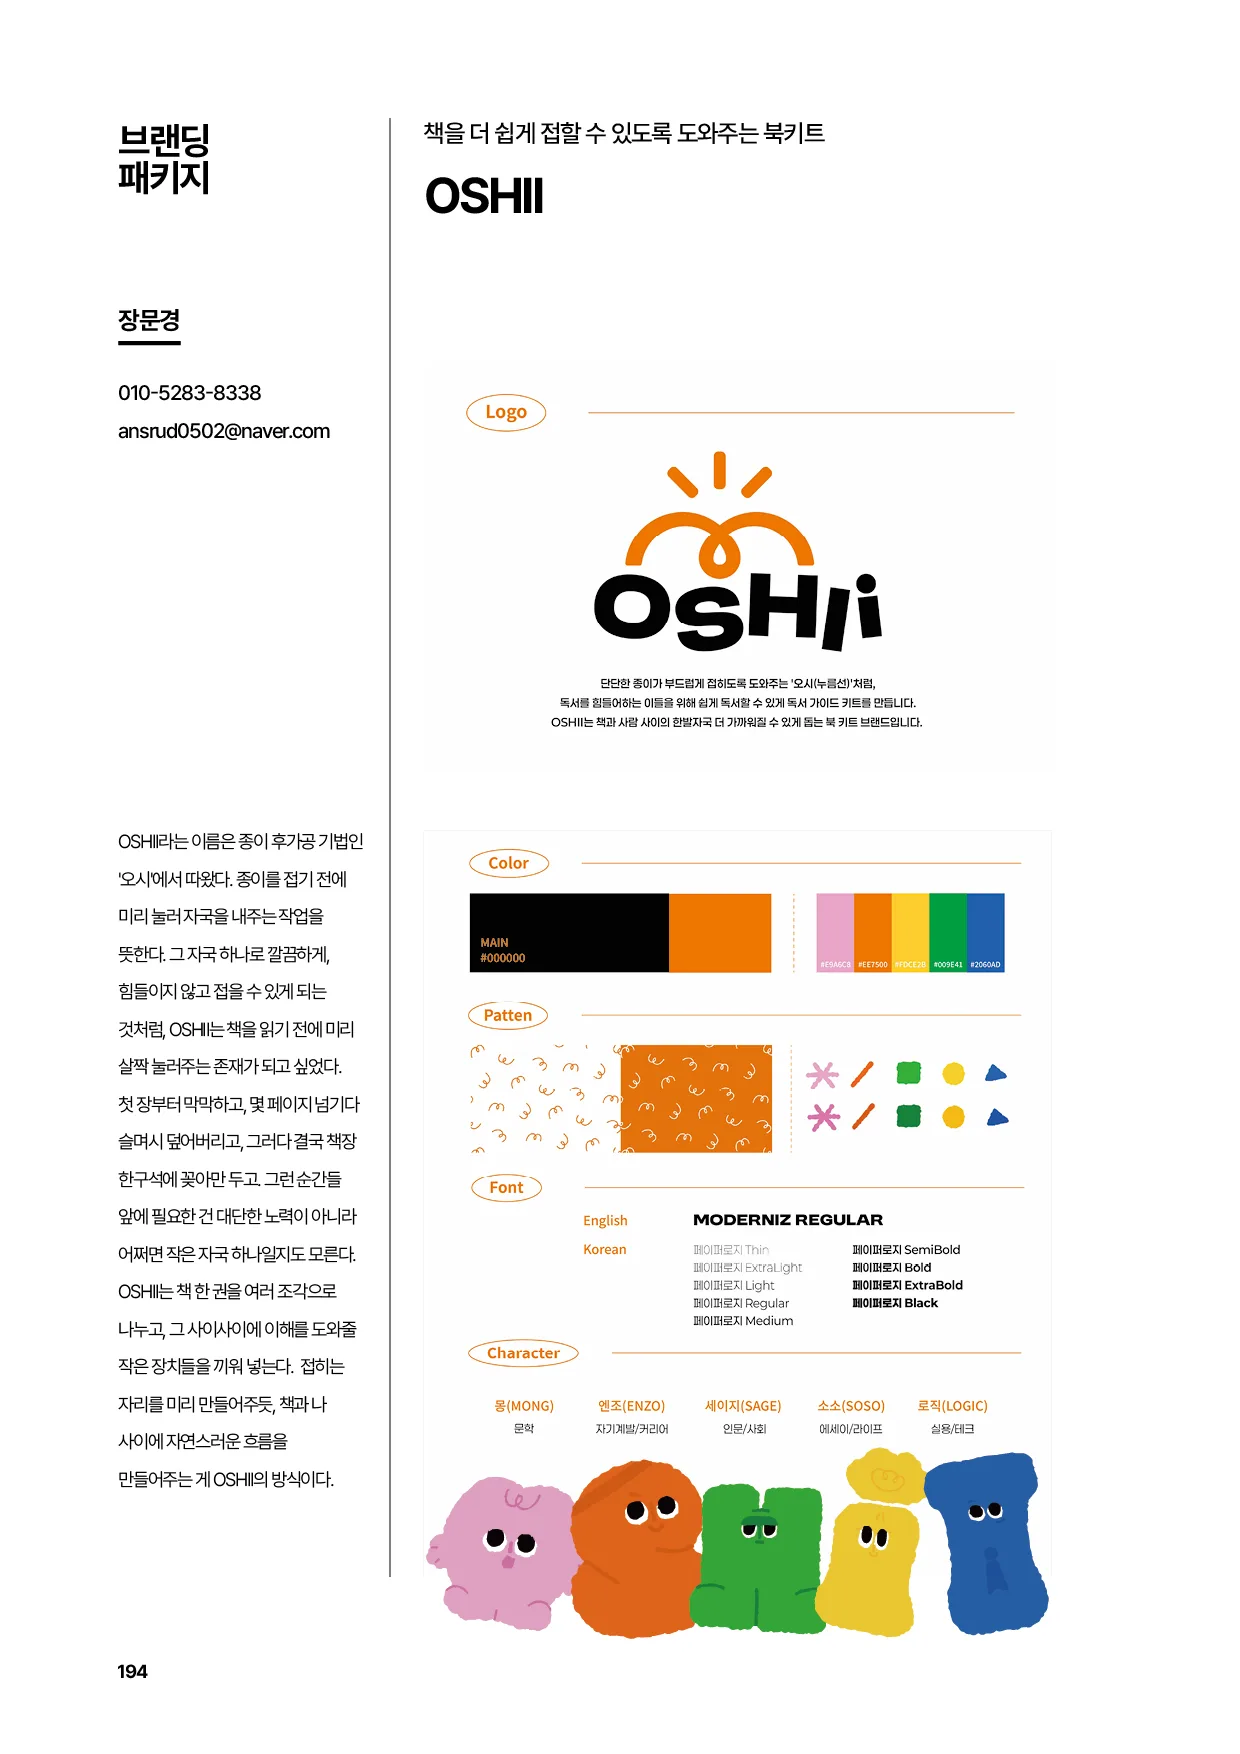 브랜딩
패키지
책을 더 쉽게 접할 수 있도록 도와주는 북키트
OSHII
장문경
010-5283-8338
ansrud0502@naver.com
Logo
OSHIi
단단한 종이가 부드럽게 접히도록 도와주는 '오시(누름선)'처럼,
독서를 힘들어하는 이들을 위해 쉽게 독서할 수 있게 독서 가이드 키트를 만듭니다.
OSHII는 책과 사람 사이의 한발자국 더 가까워질 수 있게 돕는 북 키트 브랜드입니다.
OSHII라는 이름은 종이 후가공 기법인
'오시'에서 따왔다. 종이를 접기 전에
미리 눌러 자국을 내주는 작업을
뜻한다. 그 자국 하나로 깔끔하게,
힘들이지 않고 접을 수 있게 되는
것처럼, OSHII는 책을 읽기 전에 미리
살짝 눌러주는 존재가 되고 싶었다.
첫 장부터 막막하고, 몇 페이지 넘기다
슬며시 덮어버리고, 그러다 결국 책장
한구석에 꽂아만 두고. 그런 순간들
앞에 필요한 건 대단한 노력이 아니라
어쩌면 작은 자국 하나일지도 모른다.
OSHII는 책 한 권을 여러 조각으로
나누고, 그 사이사이에 이해를 도와줄
작은 장치들을 끼워 넣는다. 접히는
자리를 미리 만들어주듯, 책과 나
사이에 자연스러운 흐름을
만들어주는 게 OSHII의 방식이다.
Color
MAIN
#000000
#E9A6C8 #EE7500 #FDCE2B #009E41 #2060AD
Patten
Font
English MODERNIZ REGULAR
Korean 페이퍼로지 Thin 페이퍼로지 SemiBold
페이퍼로지 ExtraLight 페이퍼로지 Bold
페이퍼로지 Light 페이퍼로지 ExtraBold
페이퍼로지 Regular 페이퍼로지 Black
페이퍼로지 Medium
Character
몽(MONG) 엔조(ENZO) 세이지(SAGE) 소소(SOSO) 로직(LOGIC)
문학 자기계발/커리어 인문/사회 에세이/라이프 실용/테크
194